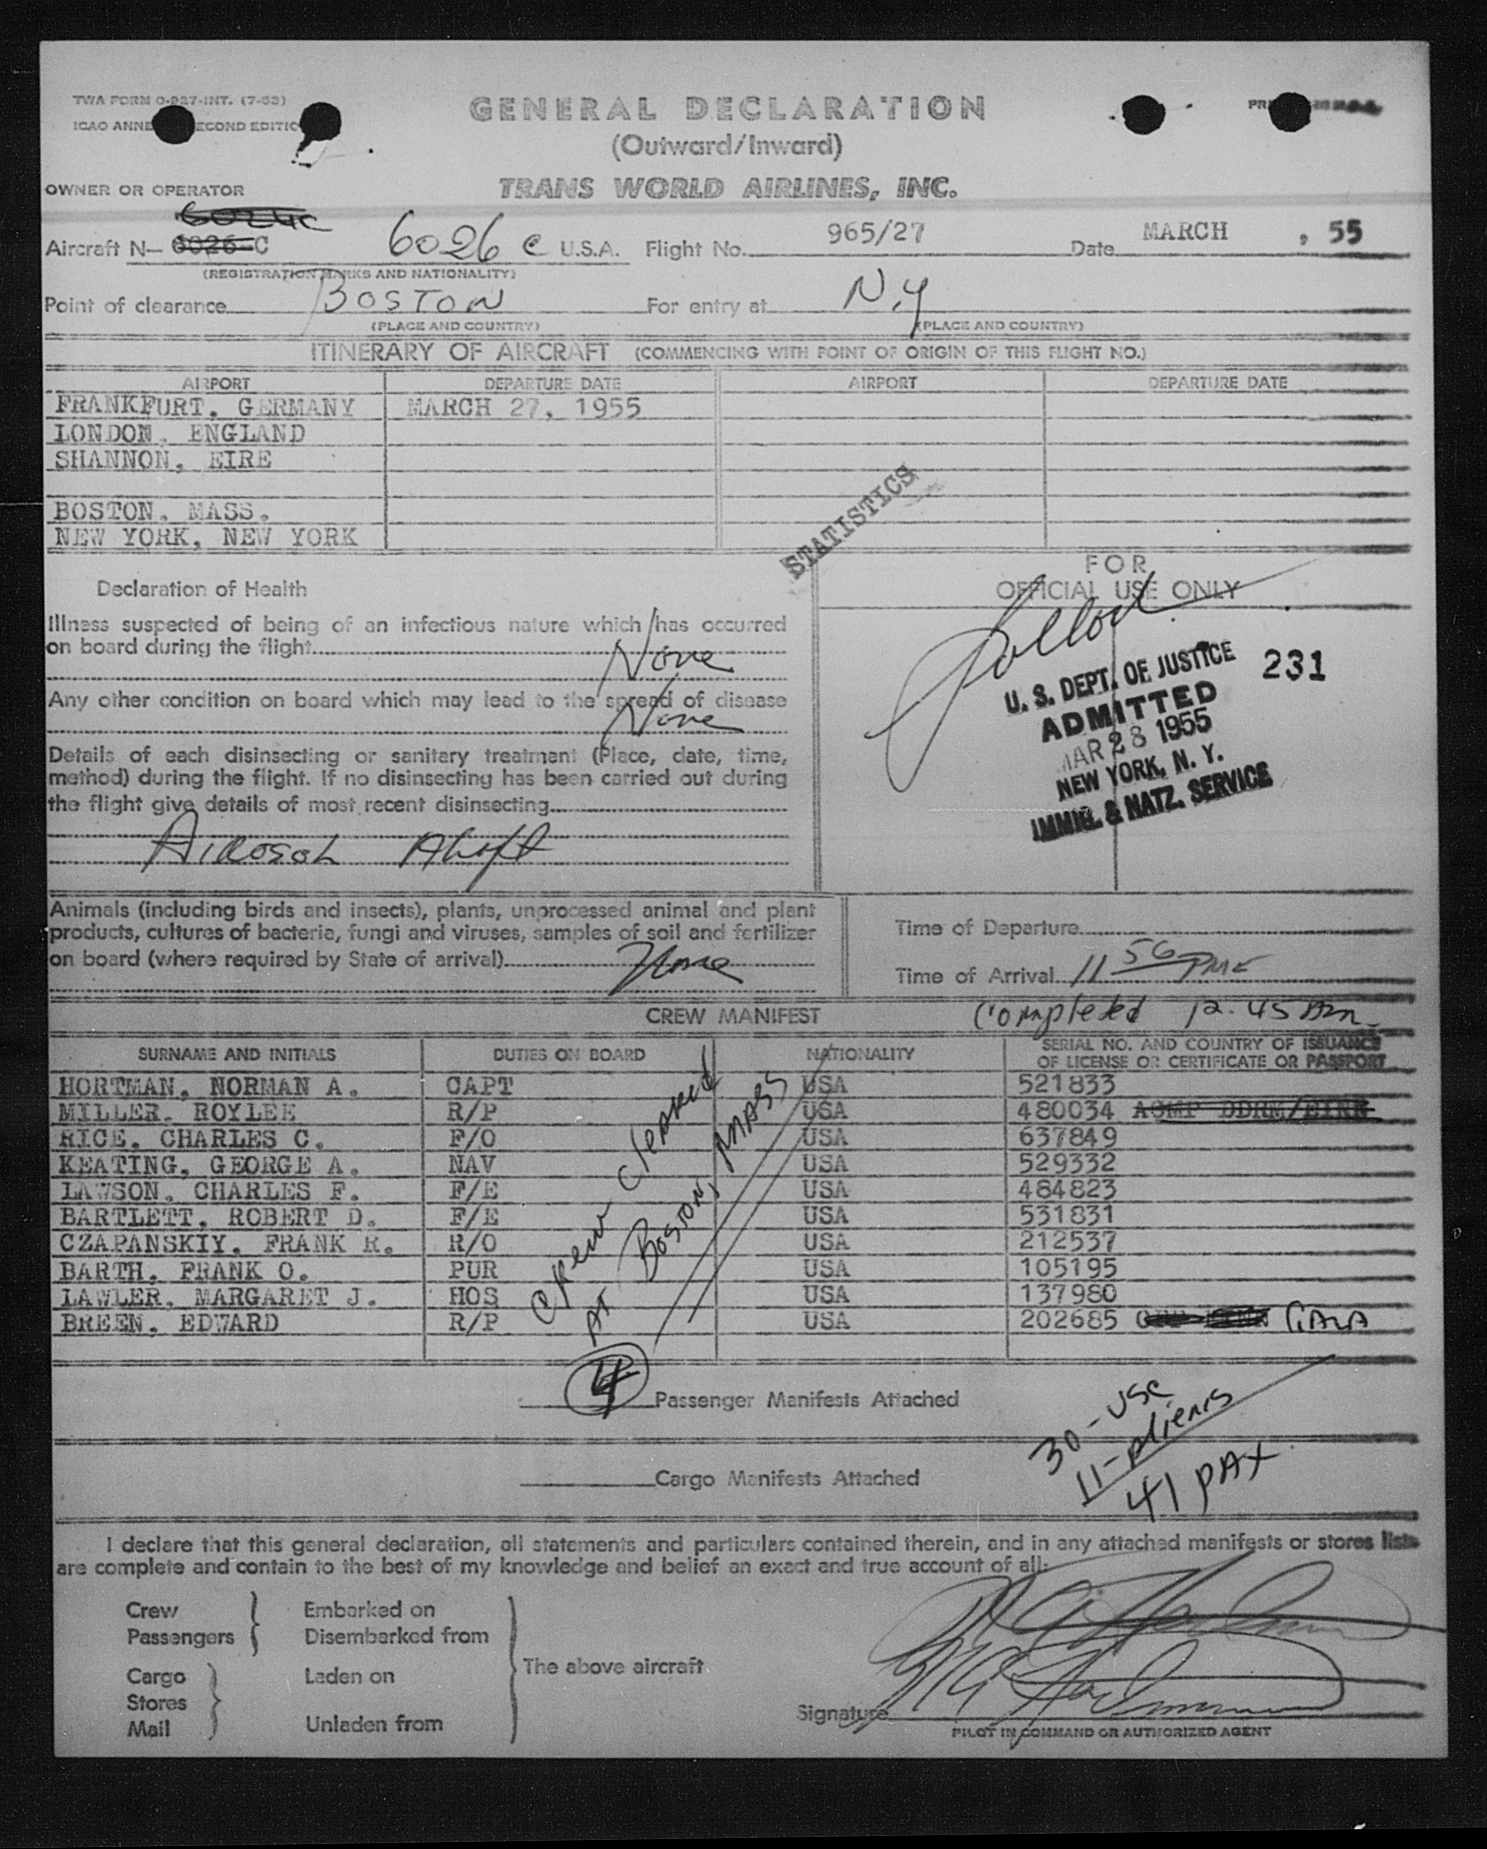 TWA FORM O-927-INT. (7-53)
GENERAL DECLARATION
ICAO ANNE SECOND EDITIO
(Outward/Inward)
OWNER OR OPERATOR
TRANS WORLD AIRLINES, INC.
6024C
Aircraft N— 6026-C 6026 C U.S.A. Flight No. 965/27 Date MARCH , 55
(REGISTRATION MARKS AND NATIONALITY)
Point of clearance BOSTON For entry at N.Y
(PLACE AND COUNTRY) (PLACE AND COUNTRY)
ITINERARY OF AIRCRAFT (COMMENCING WITH POINT OF ORIGIN OF THIS FLIGHT NO.)
AIRPORT DEPARTURE DATE AIRPORT DEPARTURE DATE
FRANKFURT, GERMANY MARCH 27, 1955
LONDON, ENGLAND
SHANNON, EIRE
BOSTON, MASS.
NEW YORK, NEW YORK
STATISTICS
FOR
OFFICIAL USE ONLY
Declaration of Health
Illness suspected of being of an infectious nature which has occurred
on board during the flight None
Any other condition on board which may lead to the spread of disease
None
Details of each disinsecting or sanitary treatment (Place, date, time,
method) during the flight. If no disinsecting has been carried out during
the flight give details of most recent disinsecting
AIROSOL Aloft
U. S. DEPT. OF JUSTICE 231
ADMITTED
MAR 28 1955
NEW YORK, N. Y.
IMMIG. & NATZ. SERVICE
Animals (including birds and insects), plants, unprocessed animal and plant
products, cultures of bacteria, fungi and viruses, samples of soil and fertilizer
on board (where required by State of arrival) None
Time of Departure
Time of Arrival 11 56 PM
CREW MANIFEST Completed 12.45 Am.
SURNAME AND INITIALS DUTIES ON BOARD NATIONALITY SERIAL NO. AND COUNTRY OF ISSUANCE
OF LICENSE OR CERTIFICATE OR PASSPORT
HORTMAN, NORMAN A. CAPT USA 521833
MILLER, ROYLEE R/P USA 480034
RICE, CHARLES C. F/O USA 637849
KEATING, GEORGE A. NAV USA 529332
LAWSON, CHARLES F. F/E USA 484823
BARTLETT, ROBERT D. F/E USA 531831
CZAPANSKIY, FRANK R. R/O USA 212537
BARTH, FRANK O. PUR USA 105195
LAWLER, MARGARET J. HOS USA 137980
BREEN, EDWARD R/P USA 202685
Crew cleared
AT BOSTON, MASS
4 Passenger Manifests Attached
30 - USC
11 - Aliens
41 PAX
Cargo Manifests Attached
I declare that this general declaration, all statements and particulars contained therein, and in any attached manifests or stores lists
are complete and contain to the best of my knowledge and belief an exact and true account of all:
Crew Embarked on
Passengers Disembarked from
The above aircraft
Cargo Laden on
Stores
Mail Unladen from
Signature
PILOT IN COMMAND OR AUTHORIZED AGENT